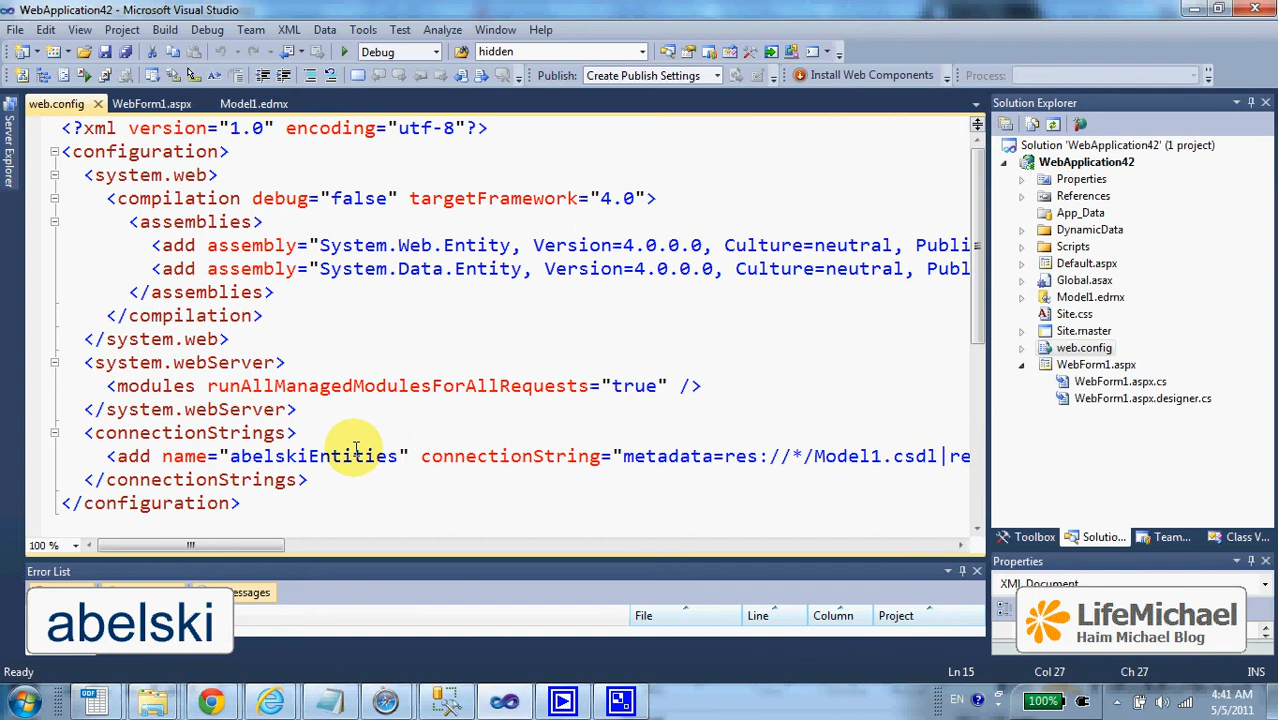 WebApplication42 - Microsoft Visual Studio
File Edit View Project Build Debug Team XML Data Tools Test Analyze Window Help
Debug hidden
Publish: Create Publish Settings Install Web Components Process:
web.config WebForm1.aspx Model1.edmx
Server Explorer
<?xml version="1.0" encoding="utf-8"?>
<configuration>
<system.web>
<compilation debug="false" targetFramework="4.0">
<assemblies>
<add assembly="System.Web.Entity, Version=4.0.0.0, Culture=neutral, Publi
<add assembly="System.Data.Entity, Version=4.0.0.0, Culture=neutral, Publ
</assemblies>
</compilation>
</system.web>
<system.webServer>
<modules runAllManagedModulesForAllRequests="true" />
</system.webServer>
<connectionStrings>
<add name="abelskiEntities" connectionString="metadata=res://*/Model1.csdl|re
</connectionStrings>
</configuration>
100 %
Solution Explorer
Solution 'WebApplication42' (1 project)
WebApplication42
Properties
References
App_Data
DynamicData
Scripts
Default.aspx
Global.asax
Model1.edmx
Site.css
Site.master
web.config
WebForm1.aspx
WebForm1.aspx.cs
WebForm1.aspx.designer.cs
Toolbox Solutio... Team... Class V...
Properties
XML Document
Error List
essages
File Line Column Project
abelski
LifeMichael
Haim Michael Blog
Ready Ln 15 Col 27 Ch 27 INS
EN 100% 4:41 AM
5/5/2011